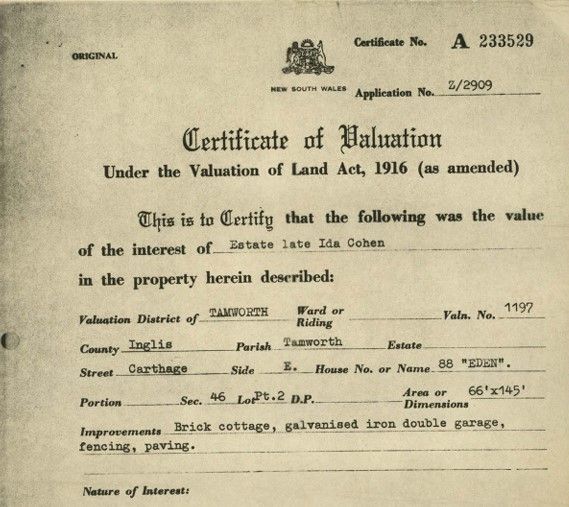 ORIGINAL
Certificate No. A 233529
NEW SOUTH WALES
Application No. Z/2909
Certificate of Valuation
Under the Valuation of Land Act, 1916 (as amended)
This is to Certify that the following was the value
of the interest of Estate late Ida Cohen
in the property herein described:
Valuation District of TAMWORTH Ward or Riding Valn. No. 1197
County Inglis Parish Tamworth Estate
Street Carthage Side E. House No. or Name 88 "EDEN".
Portion Sec. 46 Lot Pt.2 D.P. Area or Dimensions 66'x145'
Improvements Brick cottage, galvanised iron double garage,
fencing, paving.
Nature of Interest: